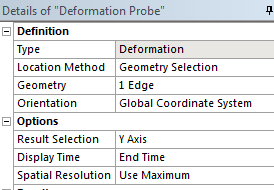 Details of "Deformation Probe"
Definition
Type Deformation
Location Method Geometry Selection
Geometry 1 Edge
Orientation Global Coordinate System
Options
Result Selection Y Axis
Display Time End Time
Spatial Resolution Use Maximum